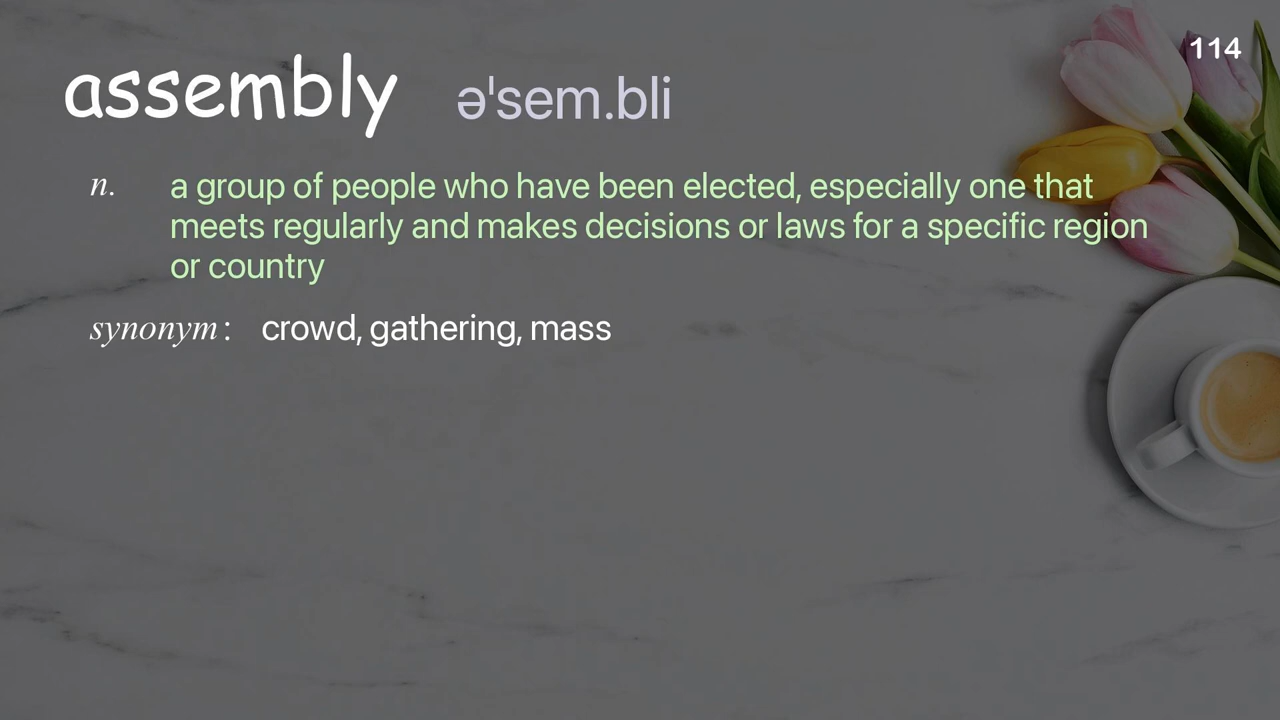 114
assembly ə'sem.bli
n. a group of people who have been elected, especially one that
meets regularly and makes decisions or laws for a specific region
or country
synonym: crowd, gathering, mass